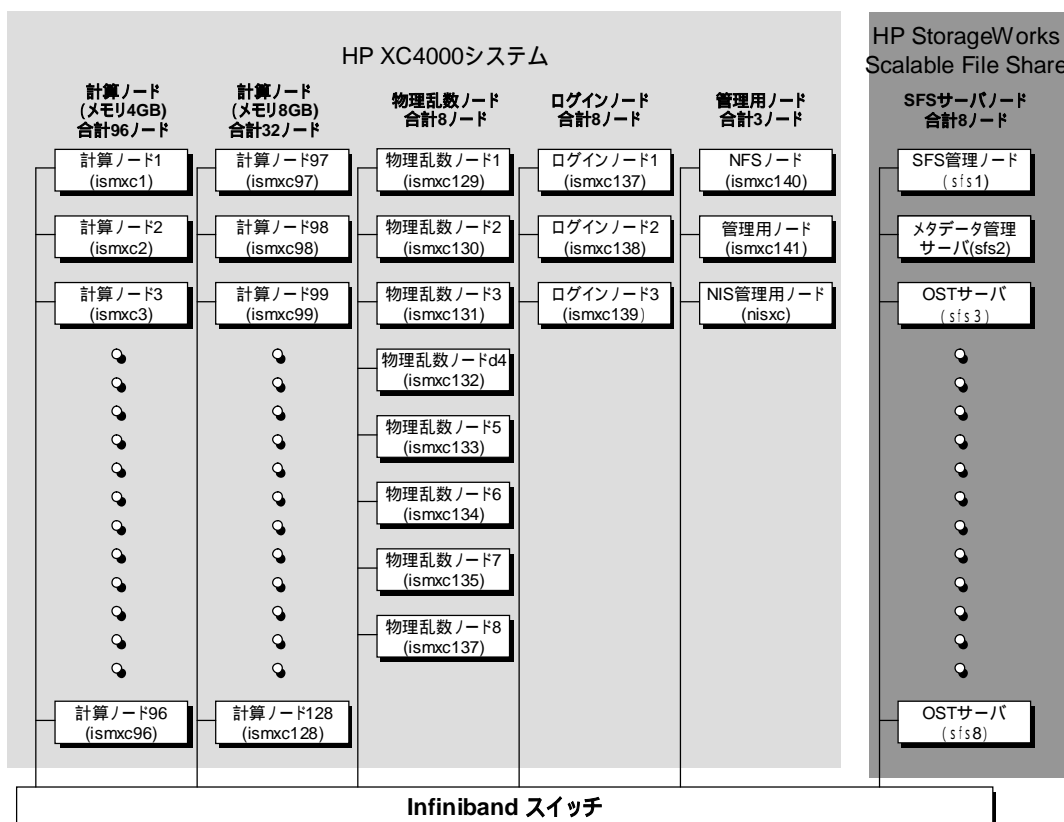 HP XC4000システム
HP StorageWorks
Scalable File Share
計算ノード
(メモリ4GB)
合計96ノード
計算ノード1
(ismxc1)
計算ノード2
(ismxc2)
計算ノード3
(ismxc3)
計算ノード96
(ismxc96)
計算ノード
(メモリ8GB)
合計32ノード
計算ノード97
(ismxc97)
計算ノード98
(ismxc98)
計算ノード99
(ismxc99)
計算ノード128
(ismxc128)
物理乱数ノード
合計8ノード
物理乱数ノード1
(ismxc129)
物理乱数ノード2
(ismxc130)
物理乱数ノード3
(ismxc131)
物理乱数ノードd4
(ismxc132)
物理乱数ノード5
(ismxc133)
物理乱数ノード6
(ismxc134)
物理乱数ノード7
(ismxc135)
物理乱数ノード8
(ismxc137)
ログインノード
合計8ノード
ログインノード1
(ismxc137)
ログインノード2
(ismxc138)
ログインノード3
(ismxc139)
管理用ノード
合計3ノード
NFSノード
(ismxc140)
管理用ノード
(ismxc141)
NIS管理用ノード
(nisxc)
SFSサーバノード
合計8ノード
SFS管理ノード
(sfs1)
メタデータ管理
サーバ(sfs2)
OSTサーバ
(sfs3)
OSTサーバ
(sfs8)
Infiniband スイッチ